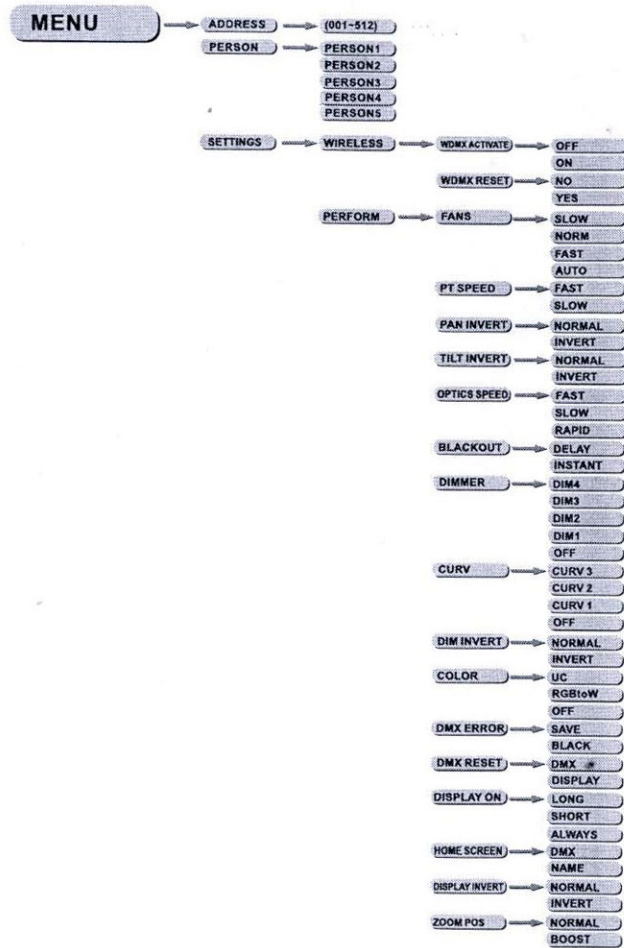 MENU ADDRESS (001~512)
PERSON PERSON1
PERSON2
PERSON3
PERSON4
PERSON5
SETTINGS WIRELESS WDMX ACTIVATE OFF
ON
WDMX RESET NO
YES
PERFORM FANS SLOW
NORM
FAST
AUTO
PT SPEED FAST
SLOW
PAN INVERT NORMAL
INVERT
TILT INVERT NORMAL
INVERT
OPTICS SPEED FAST
SLOW
RAPID
BLACKOUT DELAY
INSTANT
DIMMER DIM4
DIM3
DIM2
DIM1
OFF
CURV CURV 3
CURV 2
CURV 1
OFF
DIM INVERT NORMAL
INVERT
COLOR UC
RGBtoW
OFF
DMX ERROR SAVE
BLACK
DMX RESET DMX
DISPLAY
DISPLAY ON LONG
SHORT
ALWAYS
HOME SCREEN DMX
NAME
DISPLAY INVERT NORMAL
INVERT
ZOOM POS NORMAL
BOOST